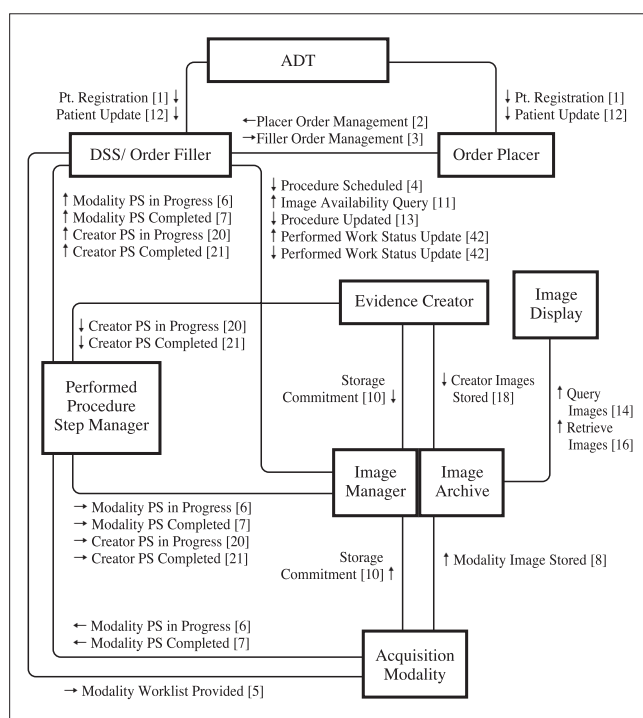 ADT
Pt. Registration [1] ↓
Patient Update [12] ↓
←Placer Order Management [2]
→Filler Order Management [3]
↓ Pt. Registration [1]
↓ Patient Update [12]
DSS/ Order Filler
Order Placer
↑ Modality PS in Progress [6]
↑ Modality PS Completed [7]
↑ Creator PS in Progress [20]
↑ Creator PS Completed [21]
↓ Procedure Scheduled [4]
↑ Image Availability Query [11]
↓ Procedure Updated [13]
↑ Performed Work Status Update [42]
↓ Performed Work Status Update [42]
Evidence Creator
Image
Display
↓ Creator PS in Progress [20]
↓ Creator PS Completed [21]
Performed
Procedure
Step Manager
Storage
Commitment [10] ↓
↓ Creator Images
Stored [18]
↑ Query
Images [14]
↑ Retrieve
Images [16]
Image
Manager
Image
Archive
→ Modality PS in Progress [6]
→ Modality PS Completed [7]
→ Creator PS in Progress [20]
→ Creator PS Completed [21]
Storage
Commitment [10] ↑
↑ Modality Image Stored [8]
← Modality PS in Progress [6]
← Modality PS Completed [7]
Acquisition
Modality
→ Modality Worklist Provided [5]